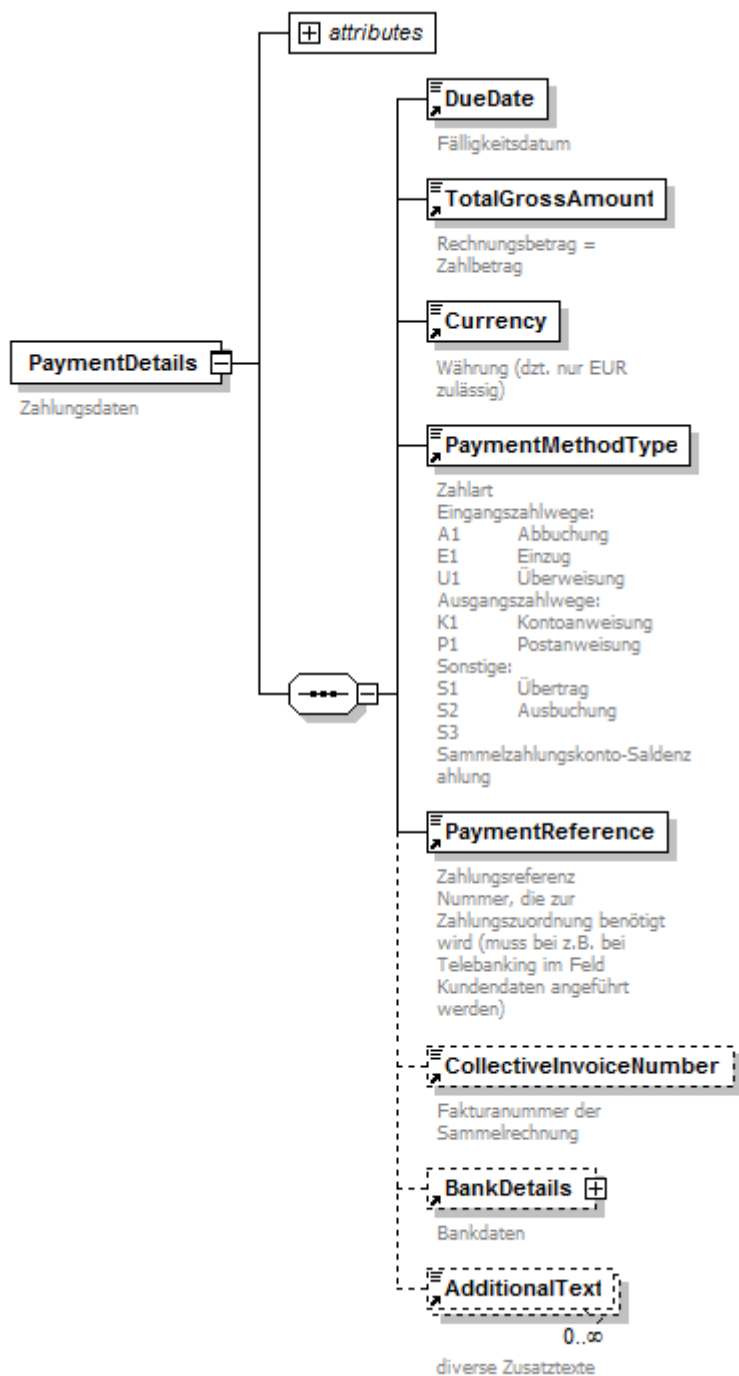 attributes
DueDate
Fälligkeitsdatum
TotalGrossAmount
Rechnungsbetrag =
Zahlbetrag
Currency
Währung (dzt. nur EUR
zulässig)
PaymentDetails
Zahlungsdaten
PaymentMethodType
Zahlart
Eingangszahlwege:
A1 Abbuchung
E1 Einzug
U1 Überweisung
Ausgangszahlwege:
K1 Kontoanweisung
P1 Postanweisung
Sonstige:
S1 Übertrag
S2 Ausbuchung
S3
Sammelzahlungskonto-Saldenz
ahlung
PaymentReference
Zahlungsreferenz
Nummer, die zur
Zahlungszuordnung benötigt
wird (muss bei z.B. bei
Telebanking im Feld
Kundendaten angeführt
werden)
CollectiveInvoiceNumber
Fakturanummer der
Sammelrechnung
BankDetails
Bankdaten
AdditionalText
0..∞
diverse Zusatztexte